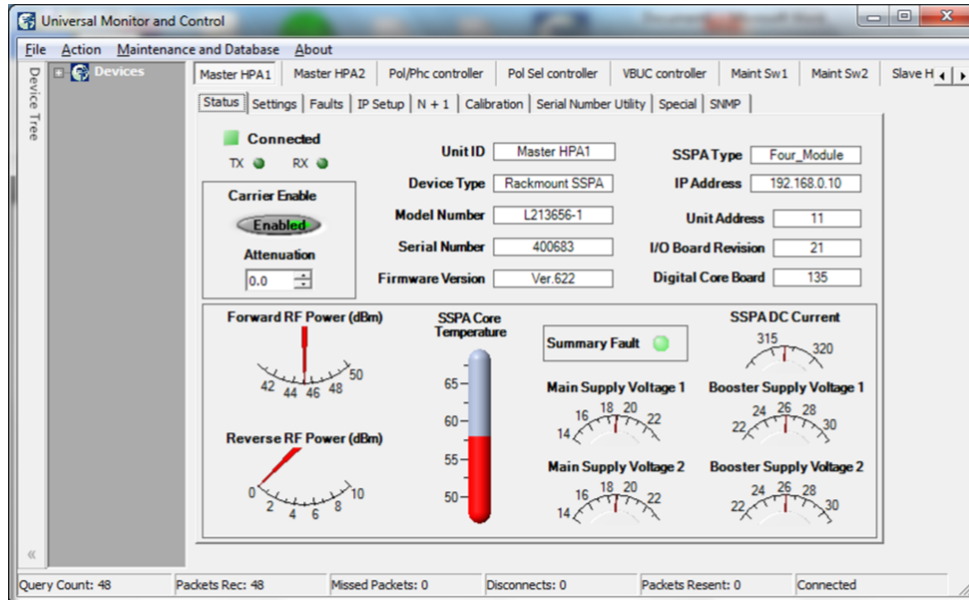 Universal Monitor and Control
File Action Maintenance and Database About
Device Tree
Devices
Master HPA1 Master HPA2 Pol/Phc controller Pol Sel controller VBUC controller Maint Sw1 Maint Sw2 Slave H
Status Settings Faults IP Setup N + 1 Calibration Serial Number Utility Special SNMP
Connected
TX RX
Carrier Enable
Enabled
Attenuation
0.0
Unit ID Master HPA1
Device Type Rackmount SSPA
Model Number L213656-1
Serial Number 400683
Firmware Version Ver.622
SSPA Type Four_Module
IP Address 192.168.0.10
Unit Address 11
I/O Board Revision 21
Digital Core Board 135
Forward RF Power (dBm)
42 44 46 48 50
Reverse RF Power (dBm)
0 2 4 6 8 10
SSPA Core
Temperature
65
60
55
50
Summary Fault
SSPA DC Current
315 320
Main Supply Voltage 1
14 16 18 20 22
Booster Supply Voltage 1
22 24 26 28 30
Main Supply Voltage 2
14 16 18 20 22
Booster Supply Voltage 2
22 24 26 28 30
Query Count: 48 Packets Rec: 48 Missed Packets: 0 Disconnects: 0 Packets Resent: 0 Connected